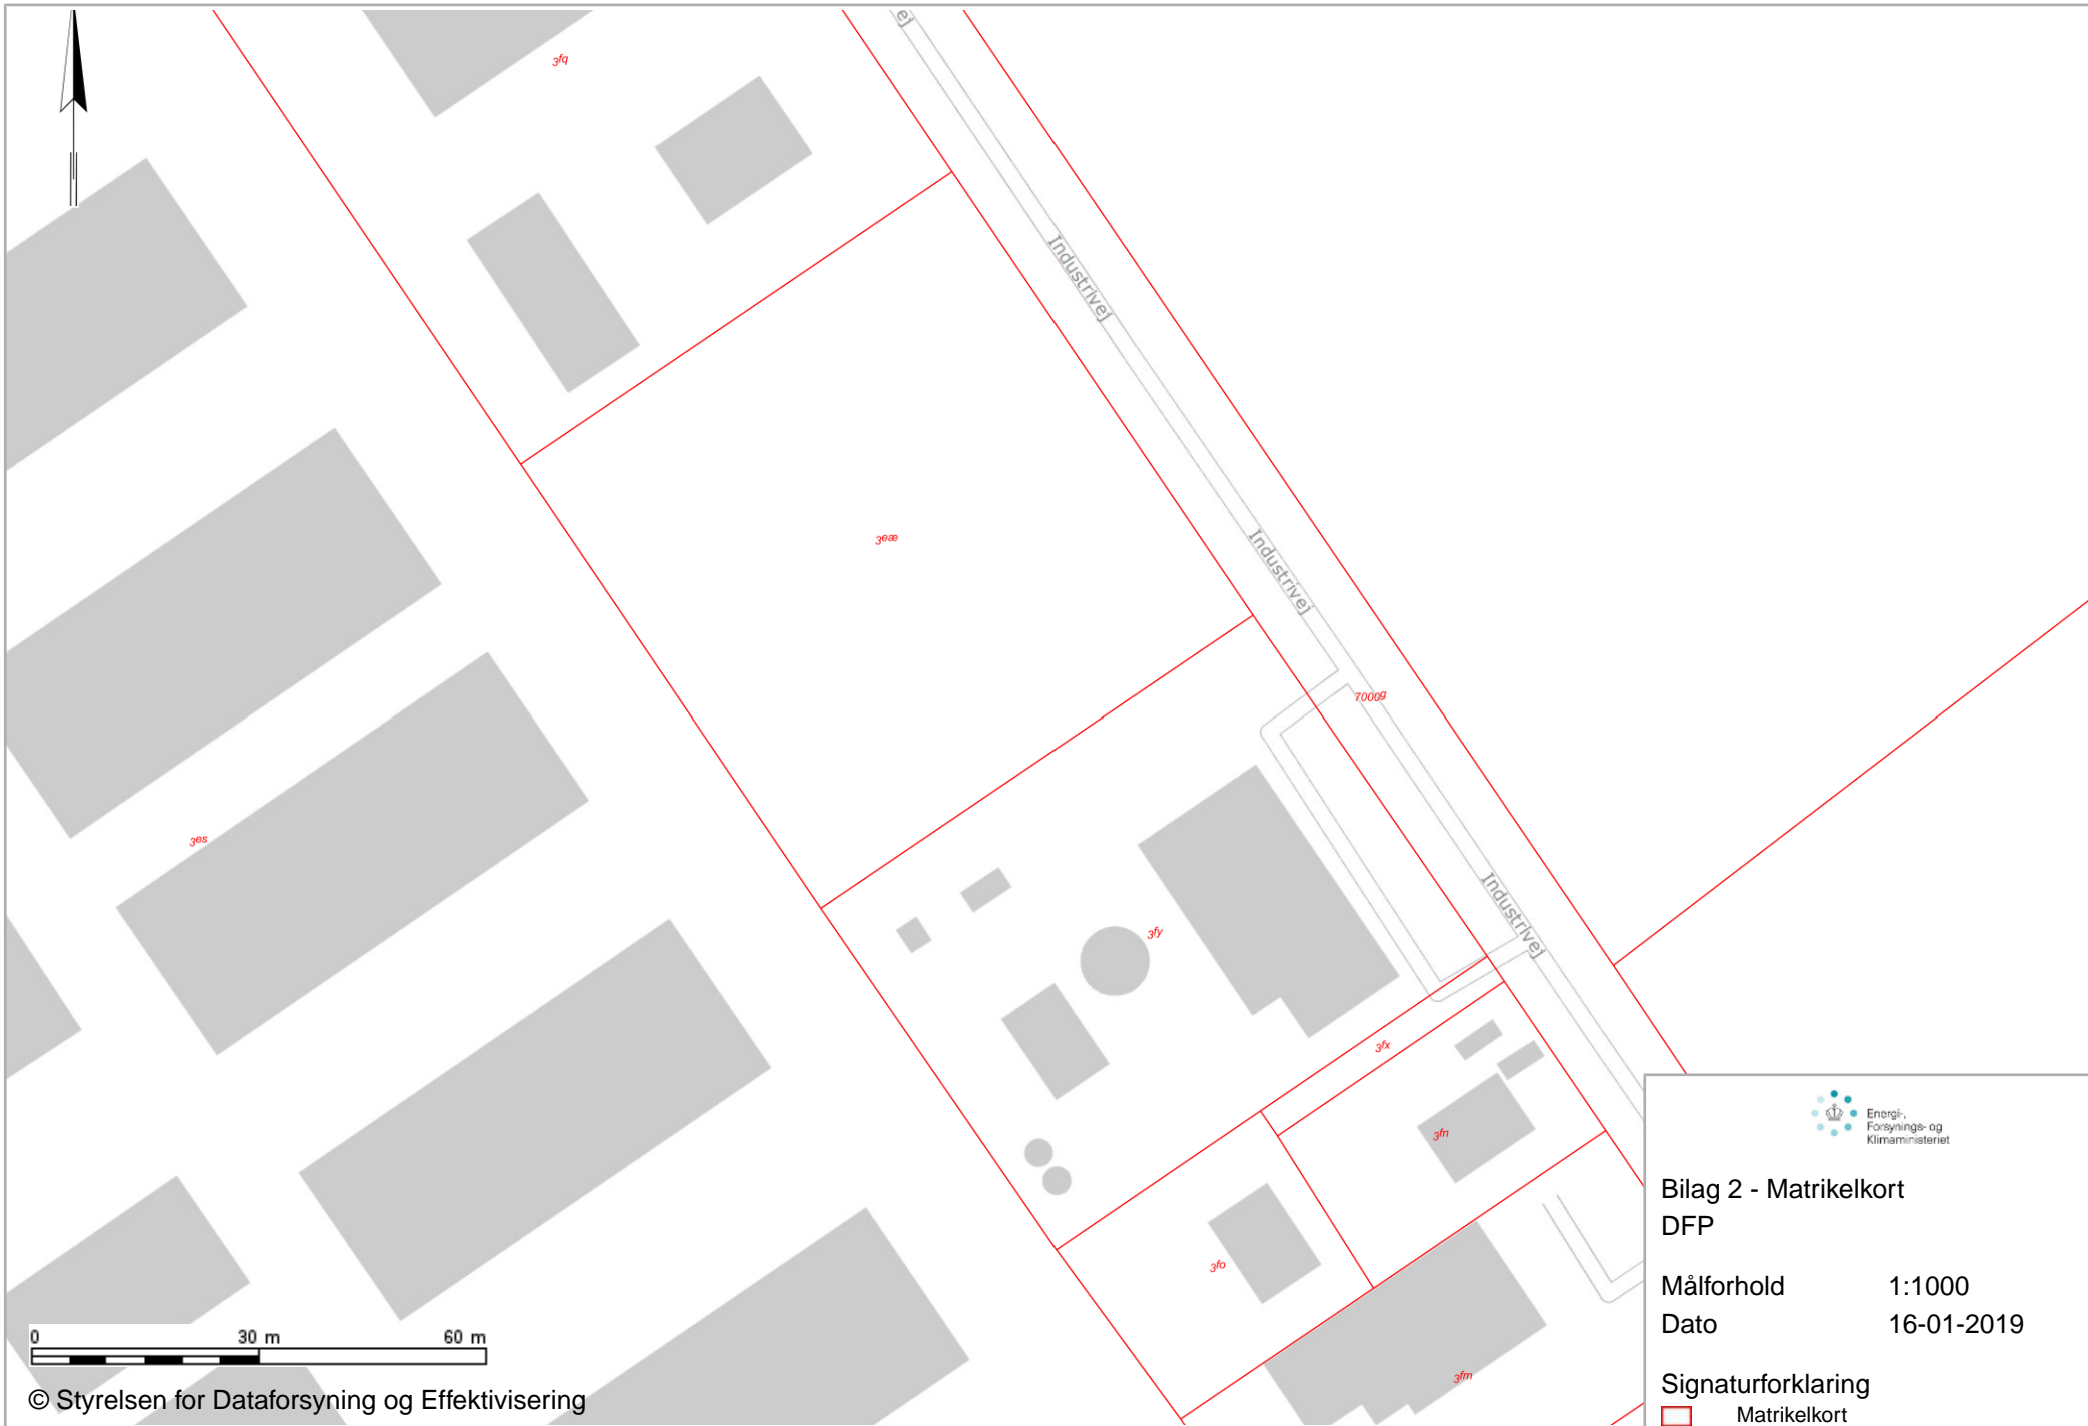 ej
3fq
Industrivej
3eæ
Industrivej
7000g
3es
Industrivej
3fy
3fx
3fn
3fo
3fm
0 30 m 60 m
© Styrelsen for Dataforsyning og Effektivisering
Energi-,
Forsynings- og
Klimaministeriet
Bilag 2 - Matrikelkort
DFP
Målforhold 1:1000
Dato 16-01-2019
Signaturforklaring
Matrikelkort